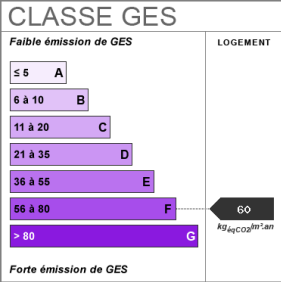 CLASSE GES
Faible émission de GES
LOGEMENT
≤ 5 A
6 à 10 B
11 à 20 C
21 à 35 D
36 à 55 E
56 à 80 F
60
kgéqCO2/m².an
> 80 G
Forte émission de GES